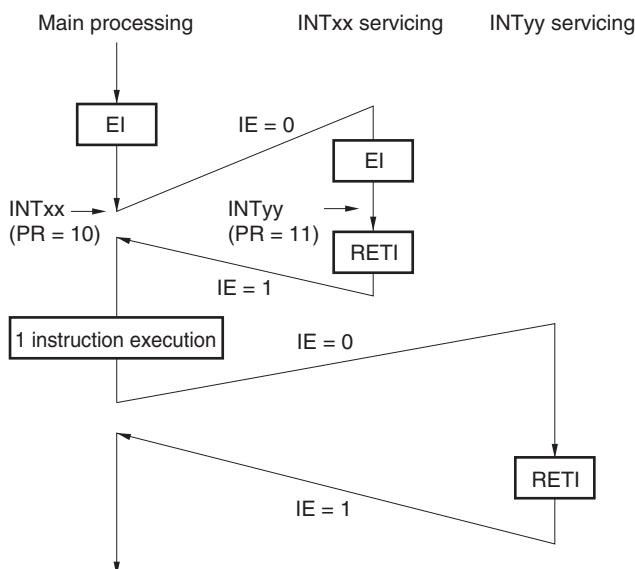 Main processing
INTxx servicing
INTyy servicing
EI
IE = 0
EI
INTxx
(PR = 10)
INTyy
(PR = 11)
RETI
IE = 1
1 instruction execution
IE = 0
RETI
IE = 1